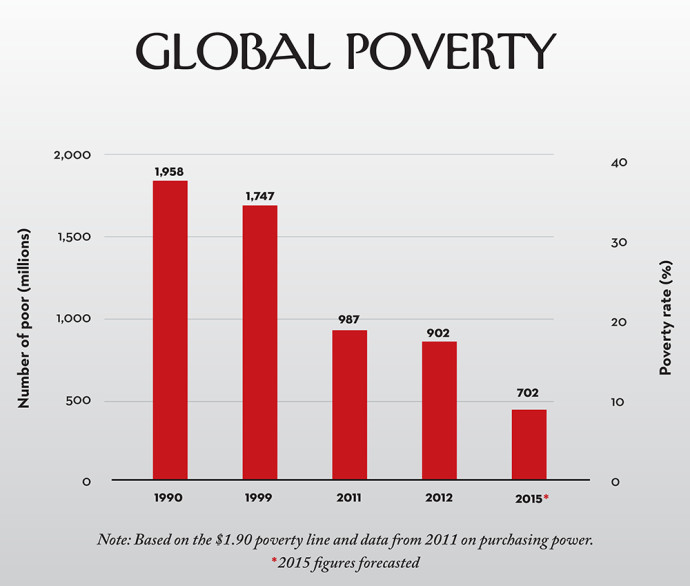 GLOBAL POVERTY
Number of poor (millions)
2,000
1,500
1,000
500
0
1,958
1,747
987
902
702
40
30
20
10
0
Poverty rate (%)
1990 1999 2011 2012 2015*
Note: Based on the $1.90 poverty line and data from 2011 on purchasing power.
*2015 figures forecasted